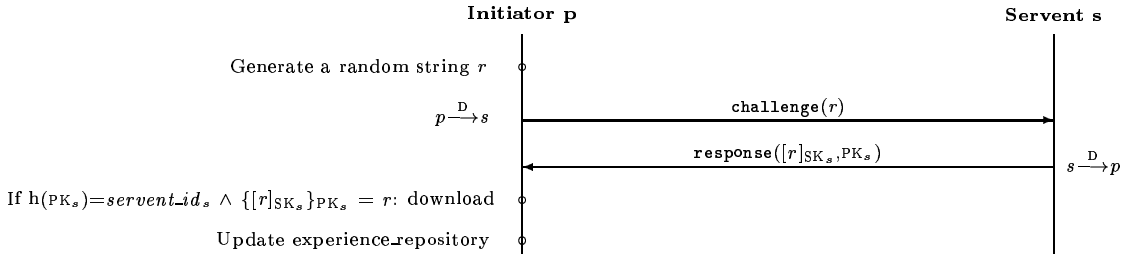 Initiator p
Servent s
Generate a random string r
p —D→ s
challenge(r)
response([r]SKₛ,PKₛ)
s —D→ p
If h(PKₛ)=servent_idₛ ∧ {[r]SKₛ}PKₛ = r: download
Update experience_repository